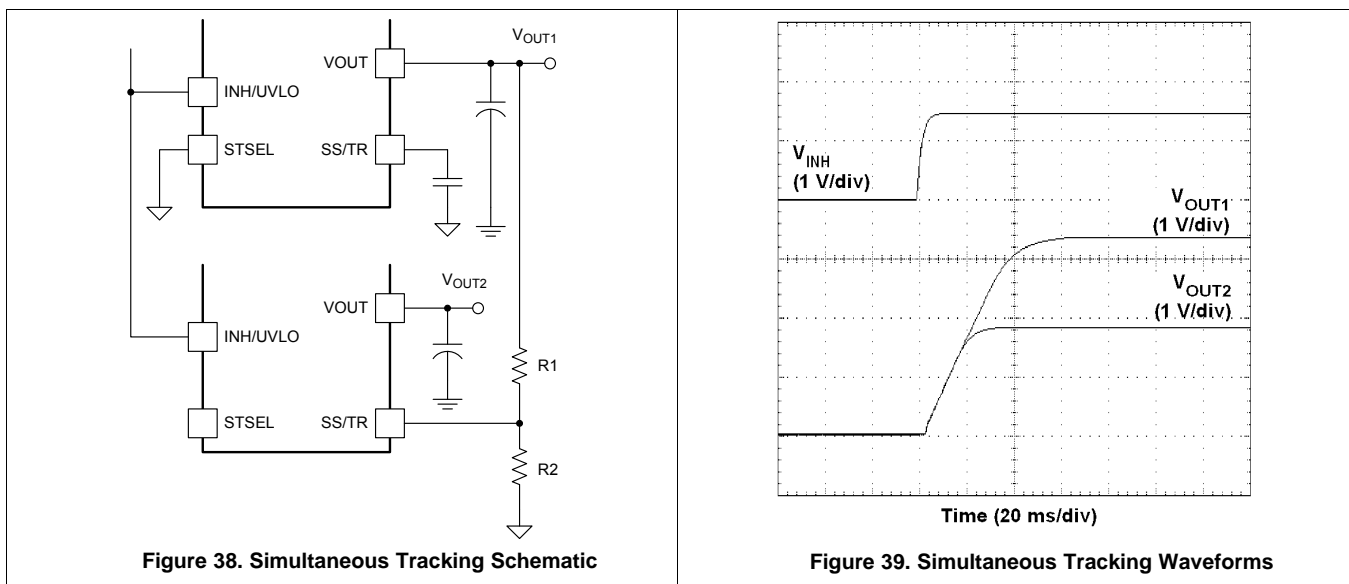 VOUT
VOUT1
INH/UVLO
STSEL
SS/TR
VOUT
VOUT2
INH/UVLO
R1
STSEL
SS/TR
R2
Figure 38. Simultaneous Tracking Schematic
VINH
(1 V/div)
VOUT1
(1 V/div)
VOUT2
(1 V/div)
Time (20 ms/div)
Figure 39. Simultaneous Tracking Waveforms